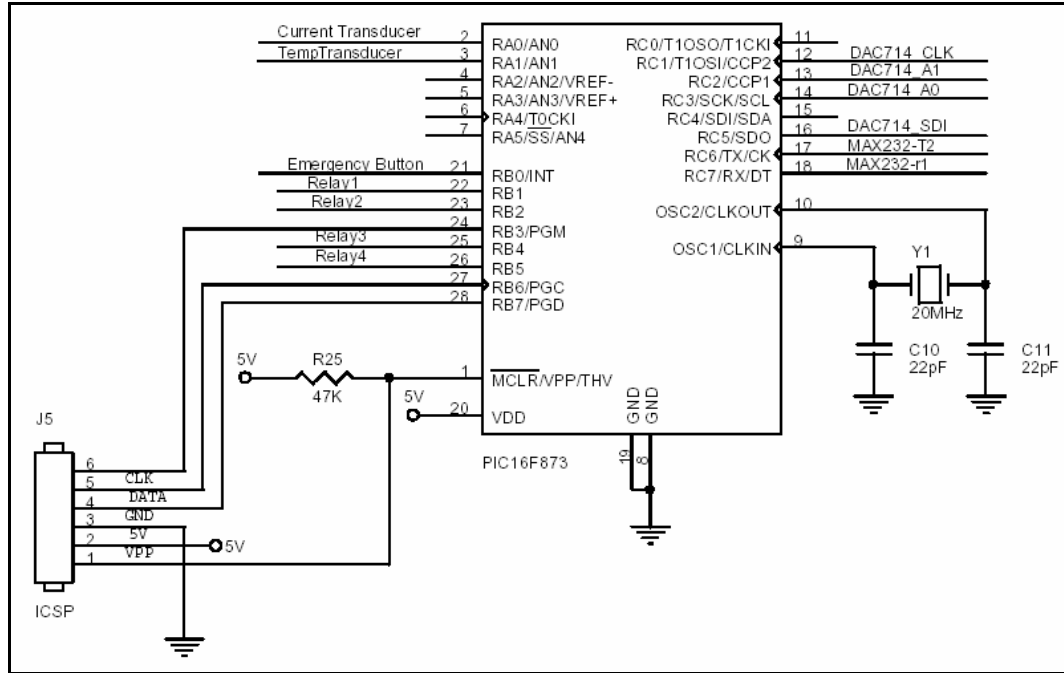 Current Transducer
2
RA0/AN0
TempTransducer
3
RA1/AN1
4
RA2/AN2/VREF-
5
RA3/AN3/VREF+
6
RA4/T0CKI
7
RA5/SS/AN4
Emergency Button
21
RB0/INT
Relay1
22
RB1
Relay2
23
RB2
24
RB3/PGM
Relay3
25
RB4
Relay4
26
RB5
27
RB6/PGC
28
RB7/PGD
1
MCLR/VPP/THV
20
VDD
RC0/T1OSO/T1CKI
11
RC1/T1OSI/CCP2
12
DAC714_CLK
RC2/CCP1
13
DAC714_A1
RC3/SCK/SCL
14
DAC714_A0
RC4/SDI/SDA
15
RC5/SDO
16
DAC714_SDI
RC6/TX/CK
17
MAX232-T2
RC7/RX/DT
18
MAX232-r1
OSC2/CLKOUT
10
OSC1/CLKIN
9
Y1
20MHz
C10
22pF
C11
22pF
GND
GND
19
8
PIC16F873
5V
R25
47K
5V
J5
6
5
CLK
4
DATA
3
GND
2
5V
5V
1
VPP
ICSP